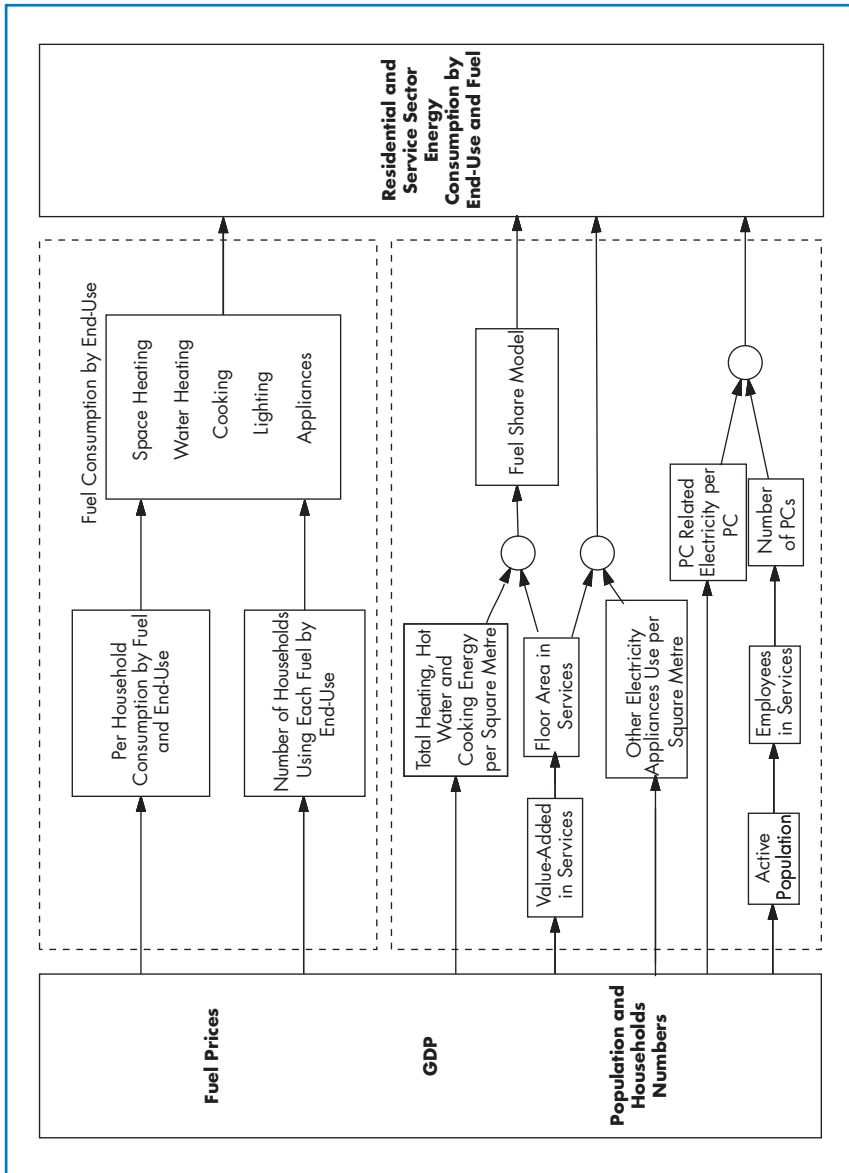 Fuel Prices
GDP
Population and
Households
Numbers
Per Household
Consumption by Fuel
and End-Use
Number of Households
Using Each Fuel by
End-Use
Fuel Consumption by End-Use
Space Heating
Water Heating
Cooking
Lighting
Appliances
Total Heating, Hot
Water and
Cooking Energy
per Square Metre
Value-Added
in Services
Floor Area in
Services
Fuel Share Model
Other Electricity
Appliances Use per
Square Metre
PC Related
Electricity per
PC
Active
Population
Employees
in Services
Number
of PCs
Residential and
Service Sector
Energy
Consumption by
End-Use and Fuel